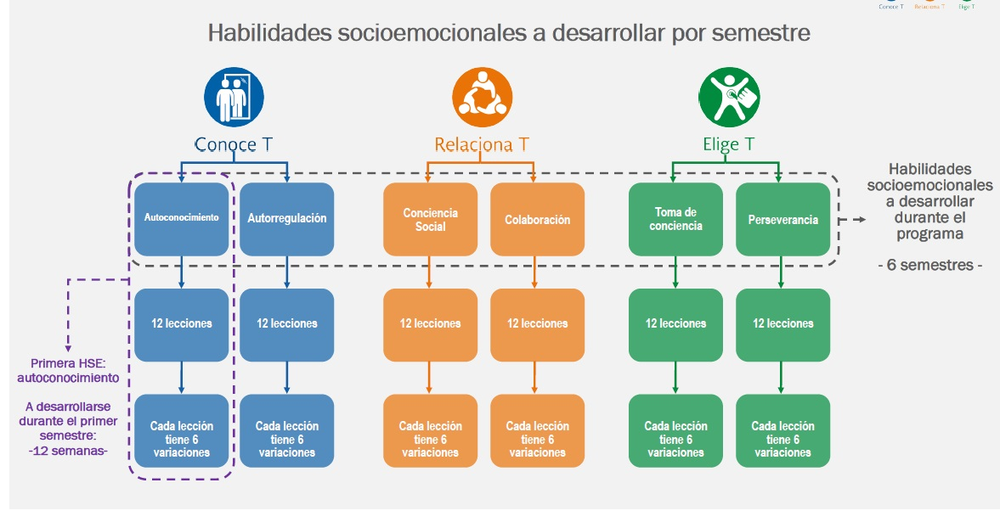 Conoce T Relaciona T Elige T
Habilidades socioemocionales a desarrollar por semestre
Conoce T
Relaciona T
Elige T
Autoconocimiento
Autorregulación
Conciencia
Social
Colaboración
Toma de
conciencia
Perseverancia
Habilidades
socioemocionales
a desarrollar
durante el
programa
- 6 semestres -
12 lecciones
12 lecciones
12 lecciones
12 lecciones
12 lecciones
12 lecciones
Primera HSE:
autoconocimiento
A desarrollarse
durante el primer
semestre:
-12 semanas-
Cada lección
tiene 6
variaciones
Cada lección
tiene 6
variaciones
Cada lección
tiene 6
variaciones
Cada lección
tiene 6
variaciones
Cada lección
tiene 6
variaciones
Cada lección
tiene 6
variaciones